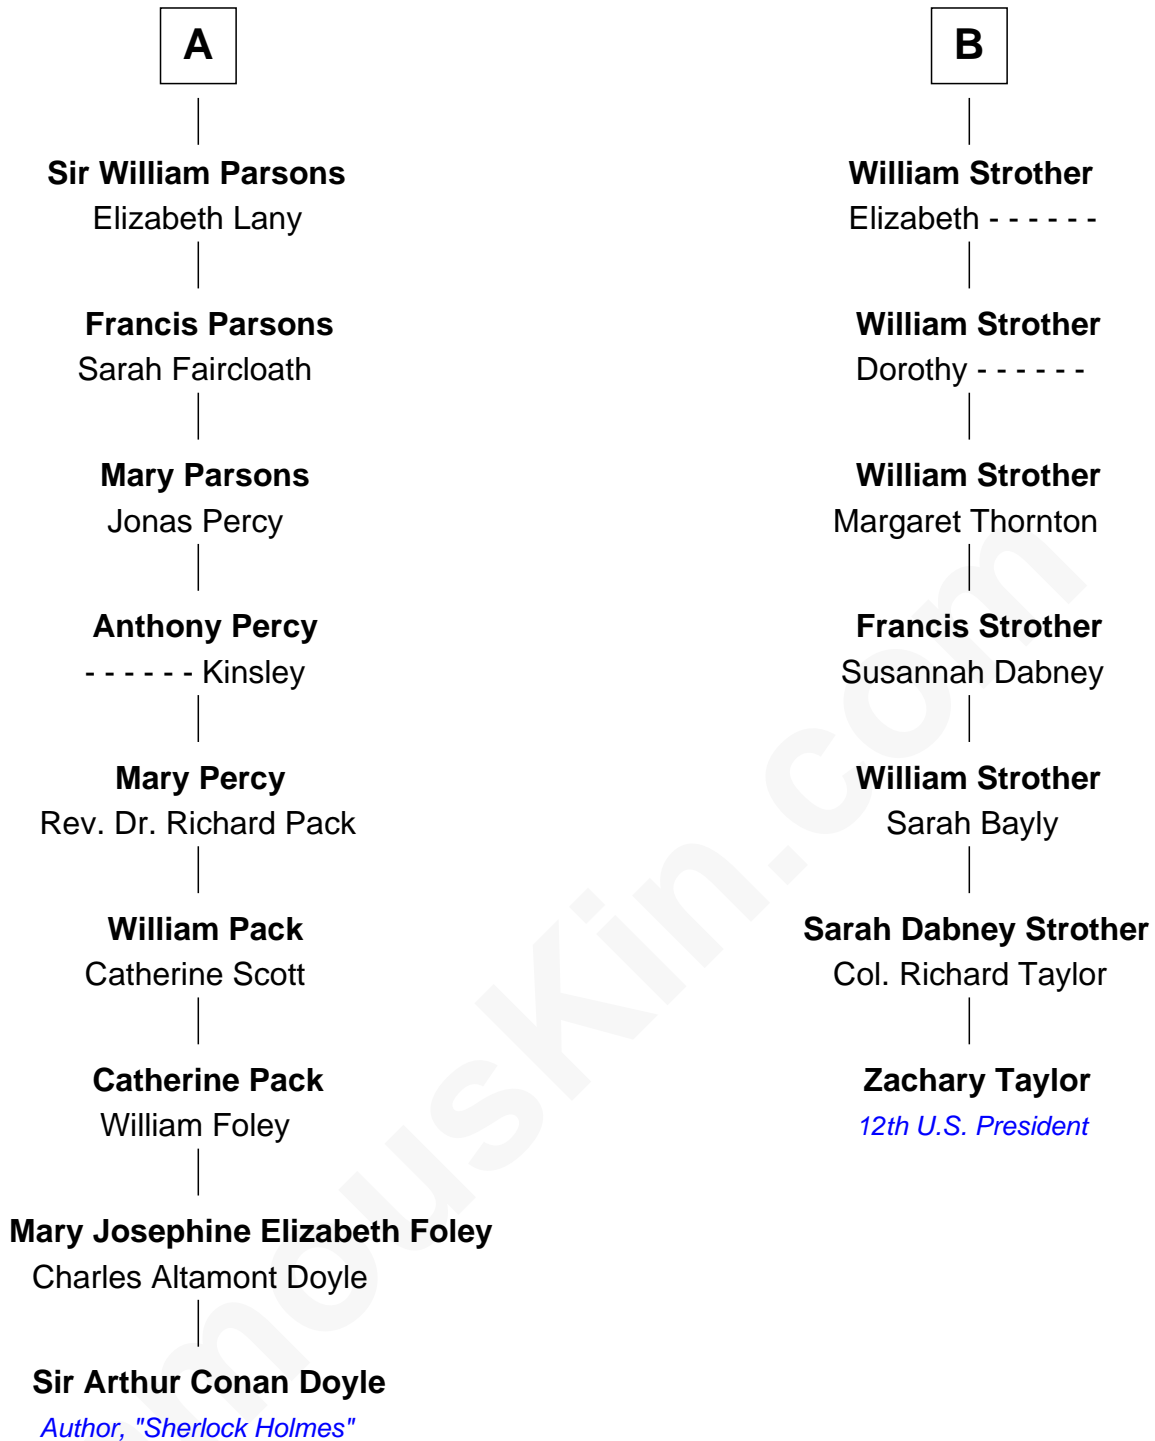 A
Sir William Parsons
Elizabeth Lany
Francis Parsons
Sarah Faircloath
Mary Parsons
Jonas Percy
Anthony Percy
- - - - - - Kinsley
Mary Percy
Rev. Dr. Richard Pack
William Pack
Catherine Scott
Catherine Pack
William Foley
Mary Josephine Elizabeth Foley
Charles Altamont Doyle
Sir Arthur Conan Doyle
Author, "Sherlock Holmes"
B
William Strother
Elizabeth - - - - - -
William Strother
Dorothy - - - - - -
William Strother
Margaret Thornton
Francis Strother
Susannah Dabney
William Strother
Sarah Bayly
Sarah Dabney Strother
Col. Richard Taylor
Zachary Taylor
12th U.S. President
mouskin.com